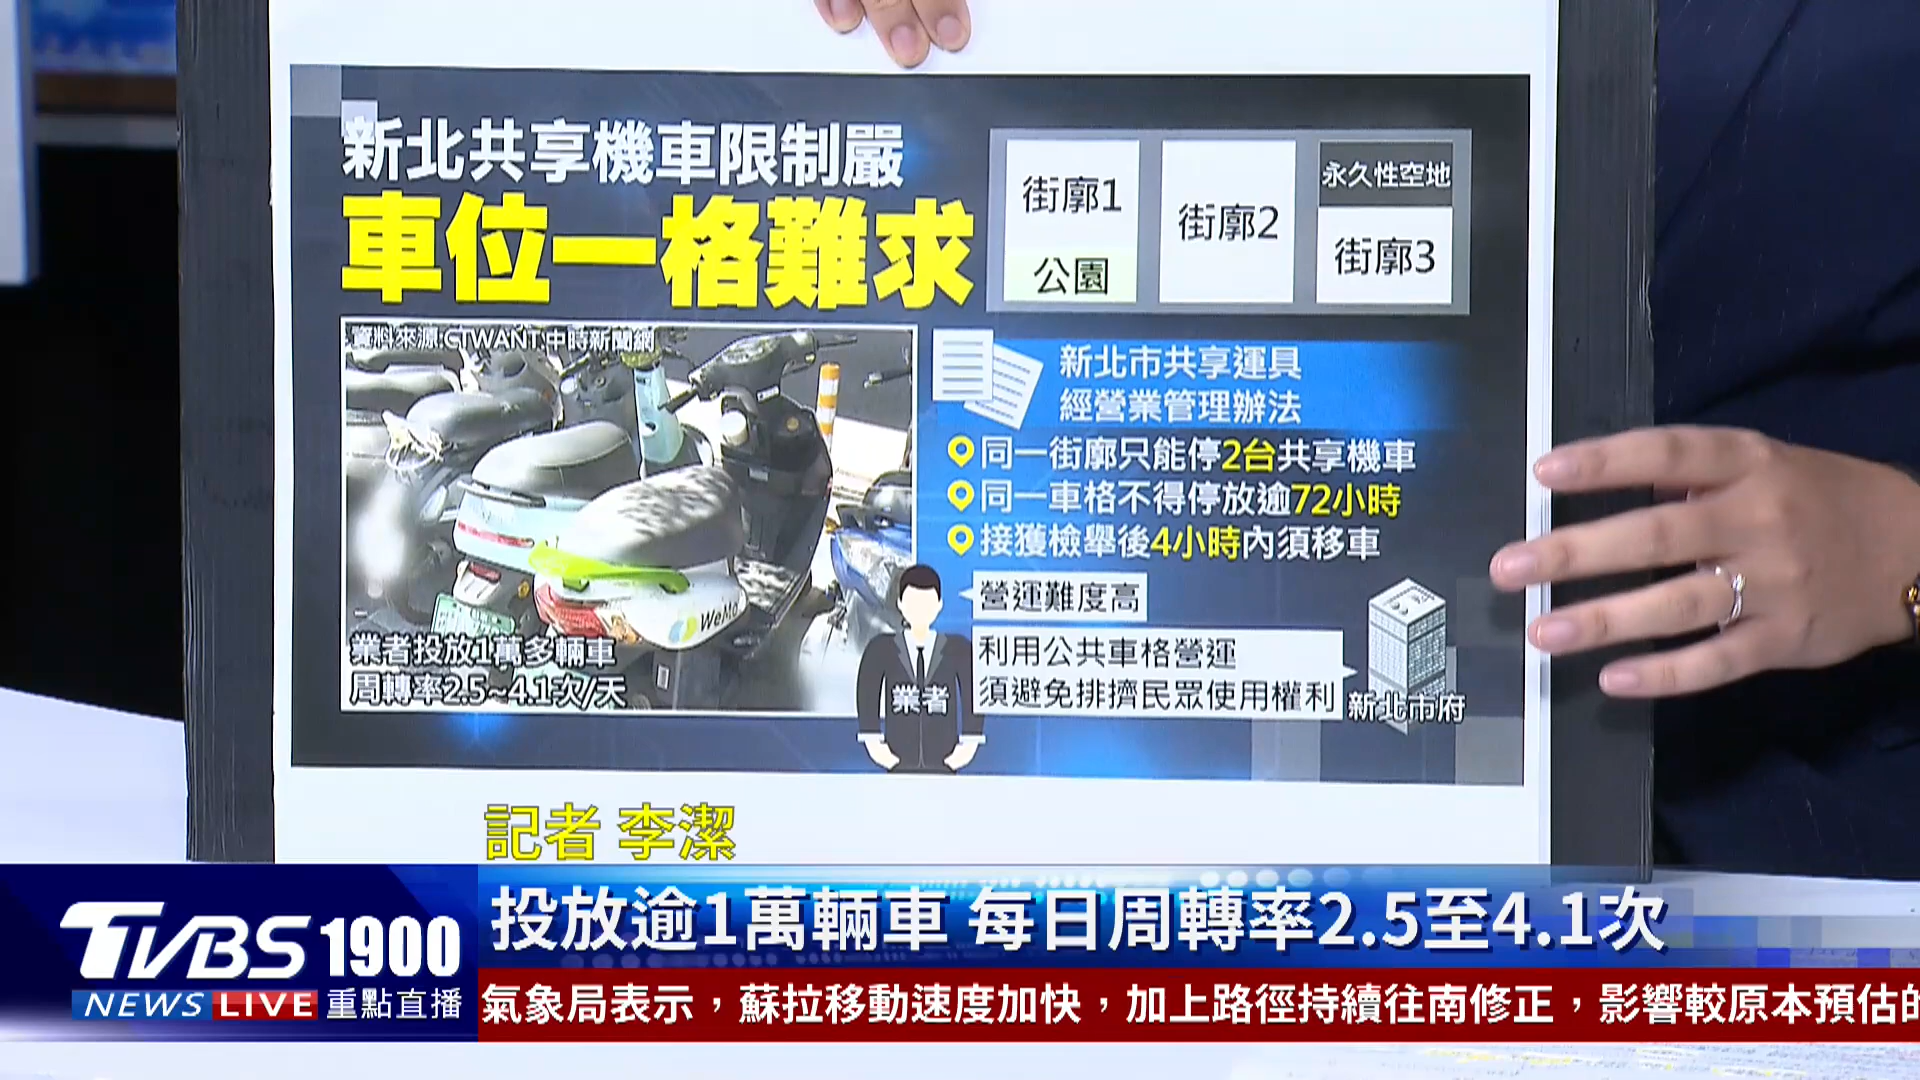 新北共享機車限制嚴
車位一格難求
街廓1
公園
街廓2
永久性空地
街廓3
資料來源:CTWANT.中時新聞網
新北市共享運具
經營業管理辦法
同一街廓只能停2台共享機車
同一車格不得停放逾72小時
接獲檢舉後4小時內須移車
WeMo
業者投放1萬多輛車
周轉率2.5~4.1次/天
業者
營運難度高
利用公共車格營運
須避免排擠民眾使用權利
新北市府
記者 李潔
投放逾1萬輛車 每日周轉率2.5至4.1次
TVBS 1900
NEWS LIVE 重點直播
氣象局表示，蘇拉移動速度加快，加上路徑持續往南修正，影響較原本預估的